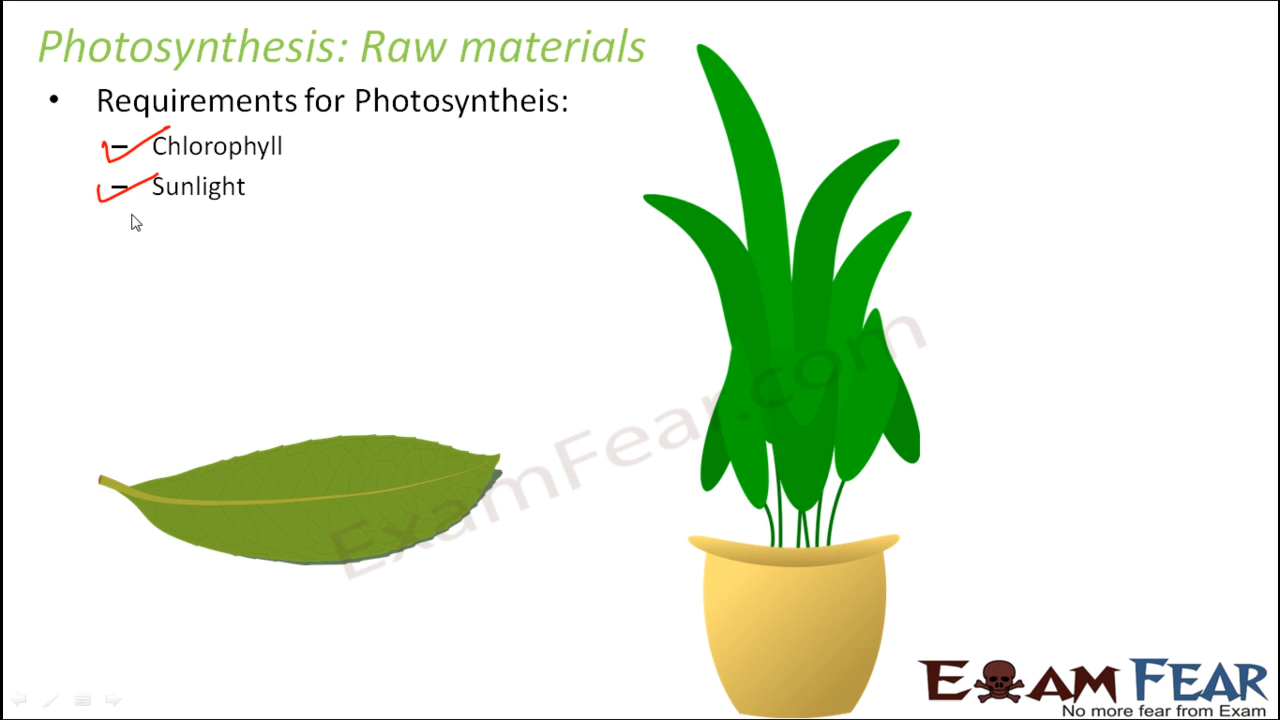 Photosynthesis: Raw materials
• Requirements for Photosyntheis:
– Chlorophyll
– Sunlight
ExamFear.com
EXAM FEAR
No more fear from Exam